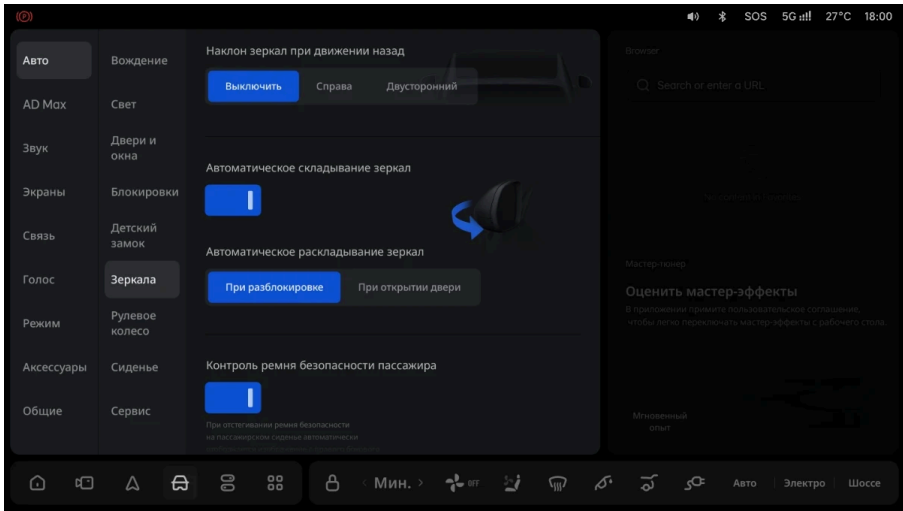 (P)
SOS
5G
27°C
18:00
Авто
AD Max
Звук
Экраны
Связь
Голос
Режим
Аксессуары
Общие
Вождение
Свет
Двери и
окна
Блокировки
Детский
замок
Зеркала
Рулевое
колесо
Сиденье
Сервис
Наклон зеркал при движении назад
Выключить
Справа
Двусторонний
Автоматическое складывание зеркал
Автоматическое раскладывание зеркал
При разблокировке
При открытии двери
Контроль ремня безопасности пассажира
При отстегивании ремня безопасности
на пассажирском сиденье автоматически
Browser
Search or enter a URL
Мастер-тюнер
Оценить мастер-эффекты
В приложении примите пользовательское соглашение,
чтобы легко переключать мастер-эффекты с рабочего стола.
Мгновенный
опыт
‹ Мин. ›
OFF
Авто
Электро
Шоссе